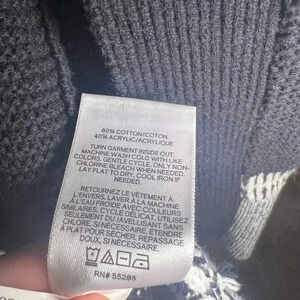 60% COTTON/COTON
40% ACRYLIC/ACRYLIQUE
TURN GARMENT INSIDE OUT.
MACHINE WASH COLD WITH LIKE
COLORS. GENTLE CYCLE. ONLY NON-
CHLORINE BLEACH WHEN NEEDED.
LAY FLAT TO DRY, COOL IRON IF
NEEDED.
RETOURNEZ LE VÊTEMENT À
L'ENVERS. LAVER À LA MACHINE
À L'EAU FROIDE AVEC COULEURS
SIMILAIRES. CYCLE DÉLICAT. UTILISEZ
SEULEMENT DU JAVELLISANT SANS
CHLORE, SI NÉCESSAIRE. ÉTENDRE
À PLAT POUR SÉCHER. REPASSAGE
DOUX, SI NÉCESSAIRE.
RN# 55285